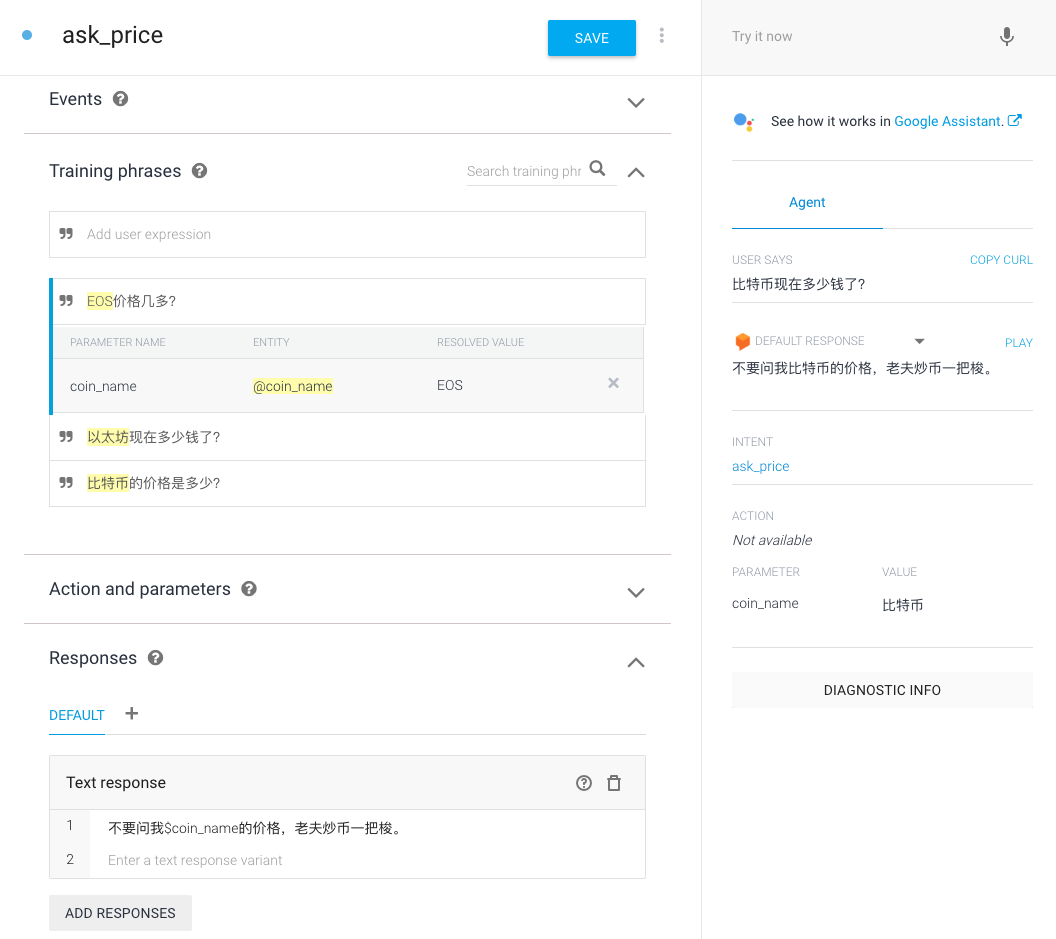 ask_price
SAVE
Events
Training phrases
Search training phr
Add user expression
EOS价格几多?
PARAMETER NAME ENTITY RESOLVED VALUE
coin_name @coin_name EOS
以太坊现在多少钱了?
比特币的价格是多少?
Action and parameters
Responses
DEFAULT
Text response
1 不要问我$coin_name的价格，老夫炒币一把梭。
2 Enter a text response variant
ADD RESPONSES
Try it now
See how it works in Google Assistant.
Agent
USER SAYS COPY CURL
比特币现在多少钱了?
DEFAULT RESPONSE PLAY
不要问我比特币的价格，老夫炒币一把梭。
INTENT
ask_price
ACTION
Not available
PARAMETER VALUE
coin_name 比特币
DIAGNOSTIC INFO